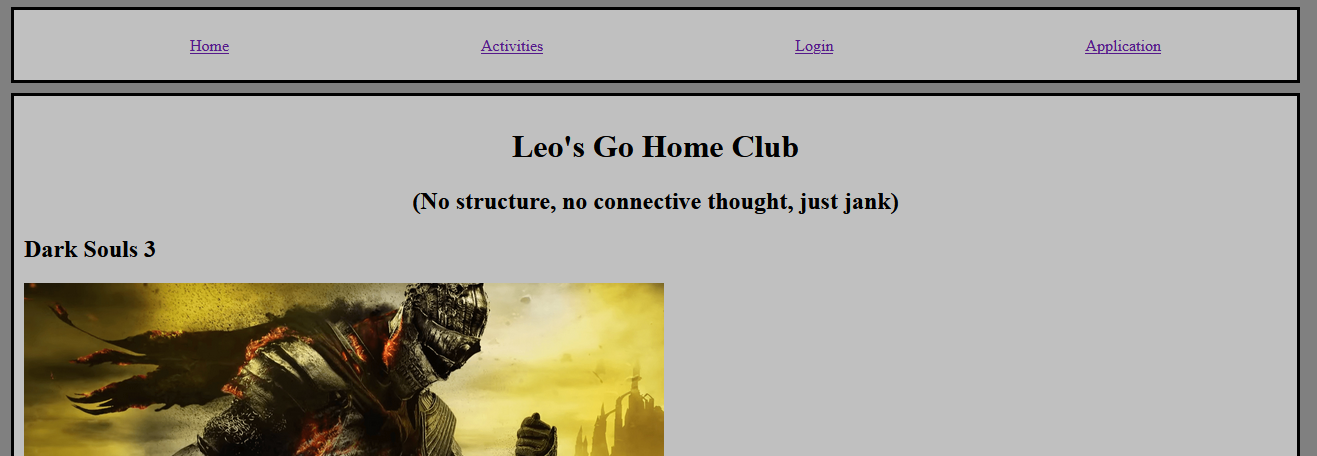 Home Activities Login Application
Leo's Go Home Club
(No structure, no connective thought, just jank)
Dark Souls 3